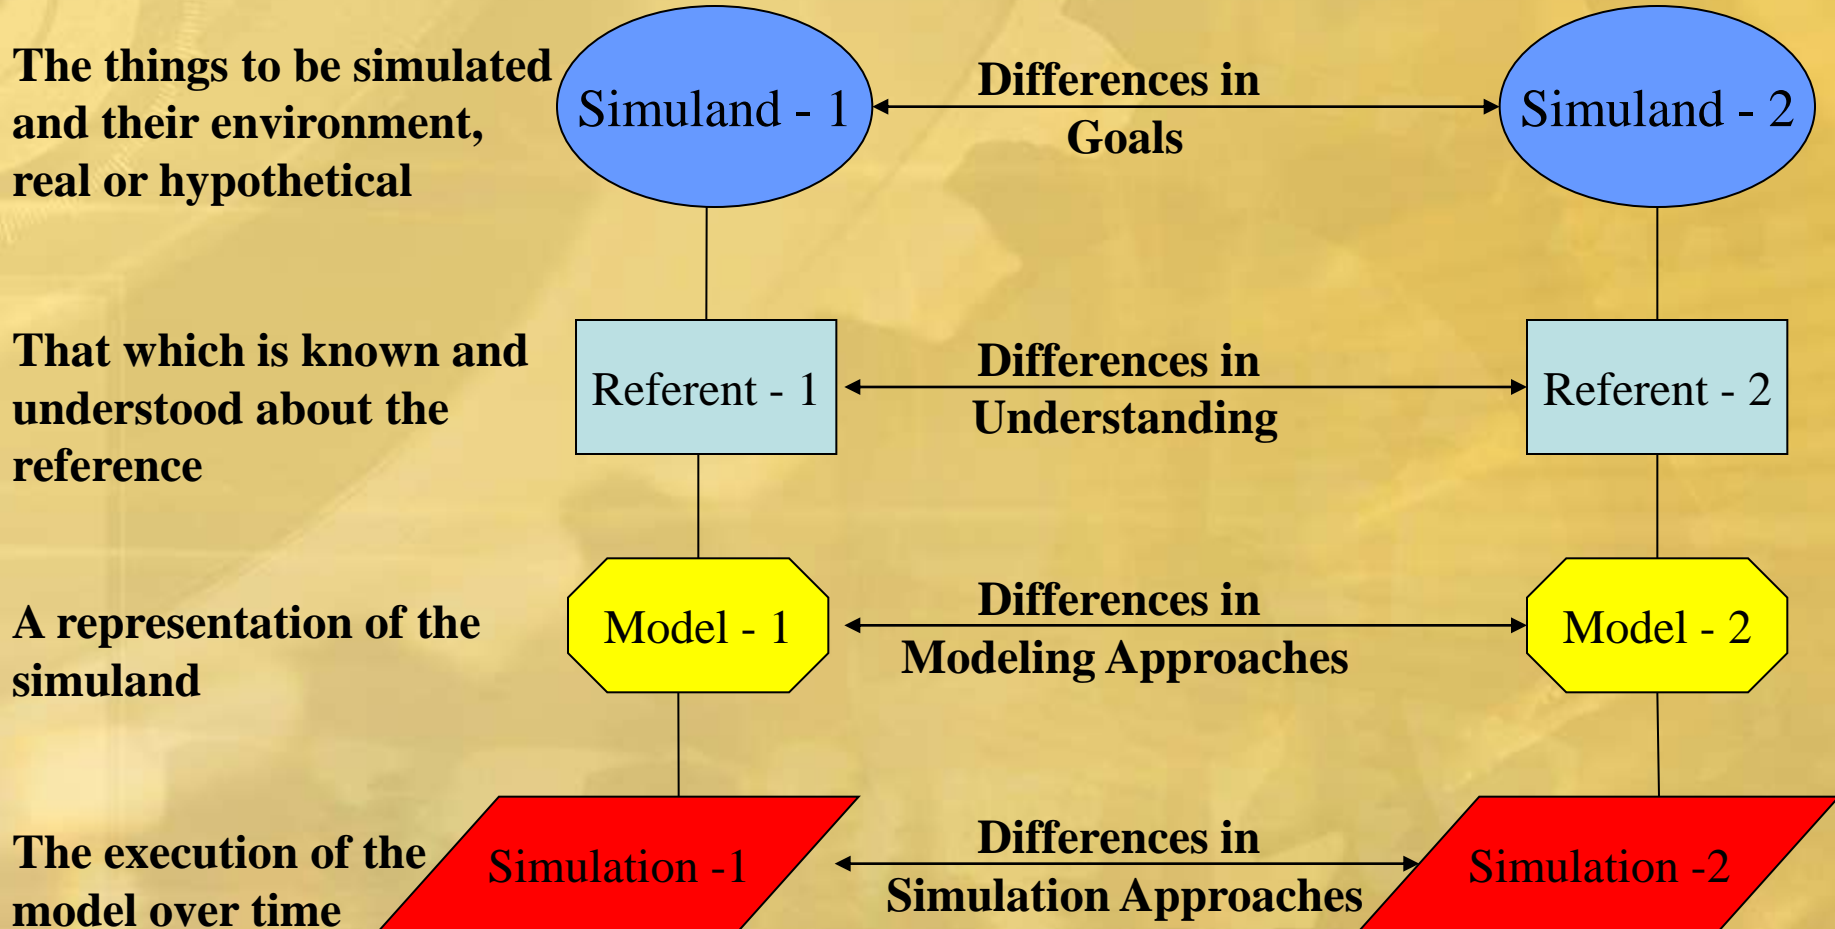 The things to be simulated
and their environment,
real or hypothetical
Simuland - 1
Differences in
Goals
Simuland - 2
That which is known and
understood about the
reference
Referent - 1
Differences in
Understanding
Referent - 2
A representation of the
simuland
Model - 1
Differences in
Modeling Approaches
Model - 2
The execution of the
model over time
Simulation -1
Differences in
Simulation Approaches
Simulation -2